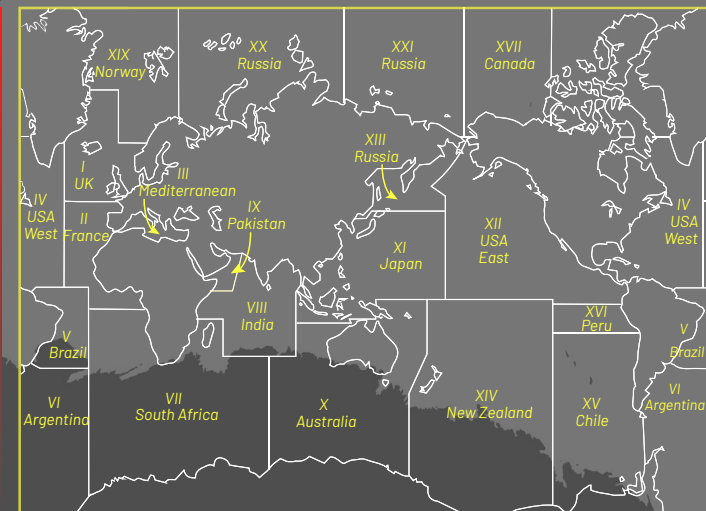 XIX
Norway
XX
Russia
XXI
Russia
XVII
Canada
XIII
Russia
I
UK
III
Mediterranean
IV
USA
West
II
France
IX
Pakistan
XI
Japan
XII
USA
East
IV
USA
West
VIII
India
XVI
Peru
V
Brazil
V
Brazil
VI
Argentina
VII
South Africa
X
Australia
XIV
New Zealand
XV
Chile
VI
Argentina